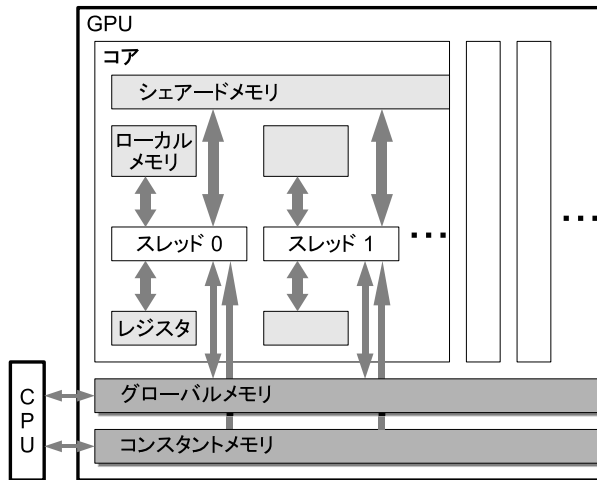 GPU
コア
シェアードメモリ
ローカル
メモリ
スレッド 0
スレッド 1
…
…
レジスタ
グローバルメモリ
コンスタントメモリ
CPU